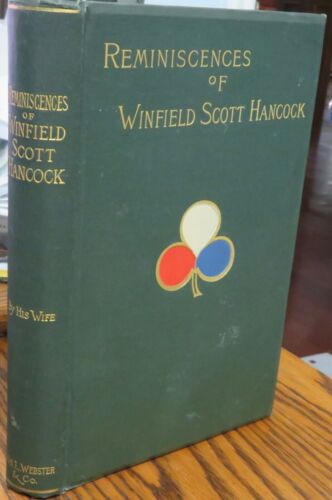 REMINISCENCES
OF
WINFIELD
SCOTT
HANCOCK
BY HIS WIFE
L. WEBSTER
& CO.
REMINISCENCES
OF
WINFIELD SCOTT HANCOCK